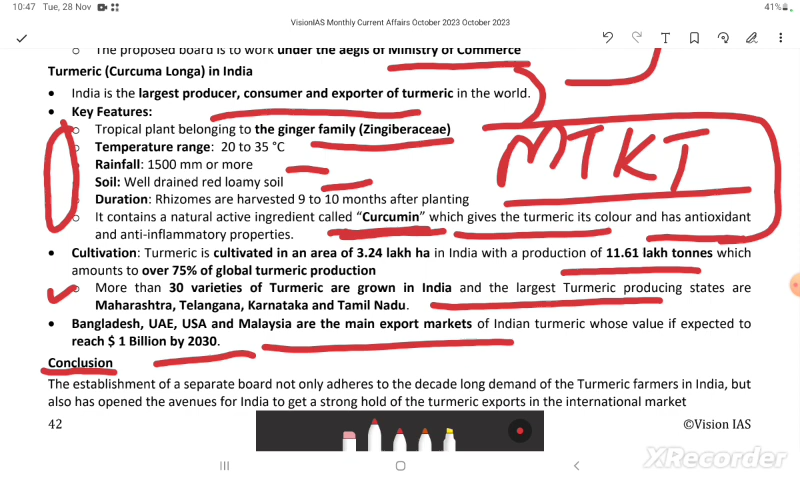 10:47 Tue, 28 Nov
41%
VisionIAS Monthly Current Affairs October 2023 October 2023
o The proposed board is to work under the aegis of Ministry of Commerce
Turmeric (Curcuma Longa) in India
• India is the largest producer, consumer and exporter of turmeric in the world.
• Key Features:
o Tropical plant belonging to the ginger family (Zingiberaceae)
Temperature range: 20 to 35 °C
Rainfall: 1500 mm or more
Soil: Well drained red loamy soil
Duration: Rhizomes are harvested 9 to 10 months after planting
o It contains a natural active ingredient called "Curcumin" which gives the turmeric its colour and has antioxidant
and anti-inflammatory properties.
MTKT
• Cultivation: Turmeric is cultivated in an area of 3.24 lakh ha in India with a production of 11.61 lakh tonnes which
amounts to over 75% of global turmeric production
o More than 30 varieties of Turmeric are grown in India and the largest Turmeric producing states are
Maharashtra, Telangana, Karnataka and Tamil Nadu.
• Bangladesh, UAE, USA and Malaysia are the main export markets of Indian turmeric whose value if expected to
reach $ 1 Billion by 2030.
Conclusion
The establishment of a separate board not only adheres to the decade long demand of the Turmeric farmers in India, but
also has opened the avenues for India to get a strong hold of the turmeric exports in the international market
42
©Vision IAS
XRecorder